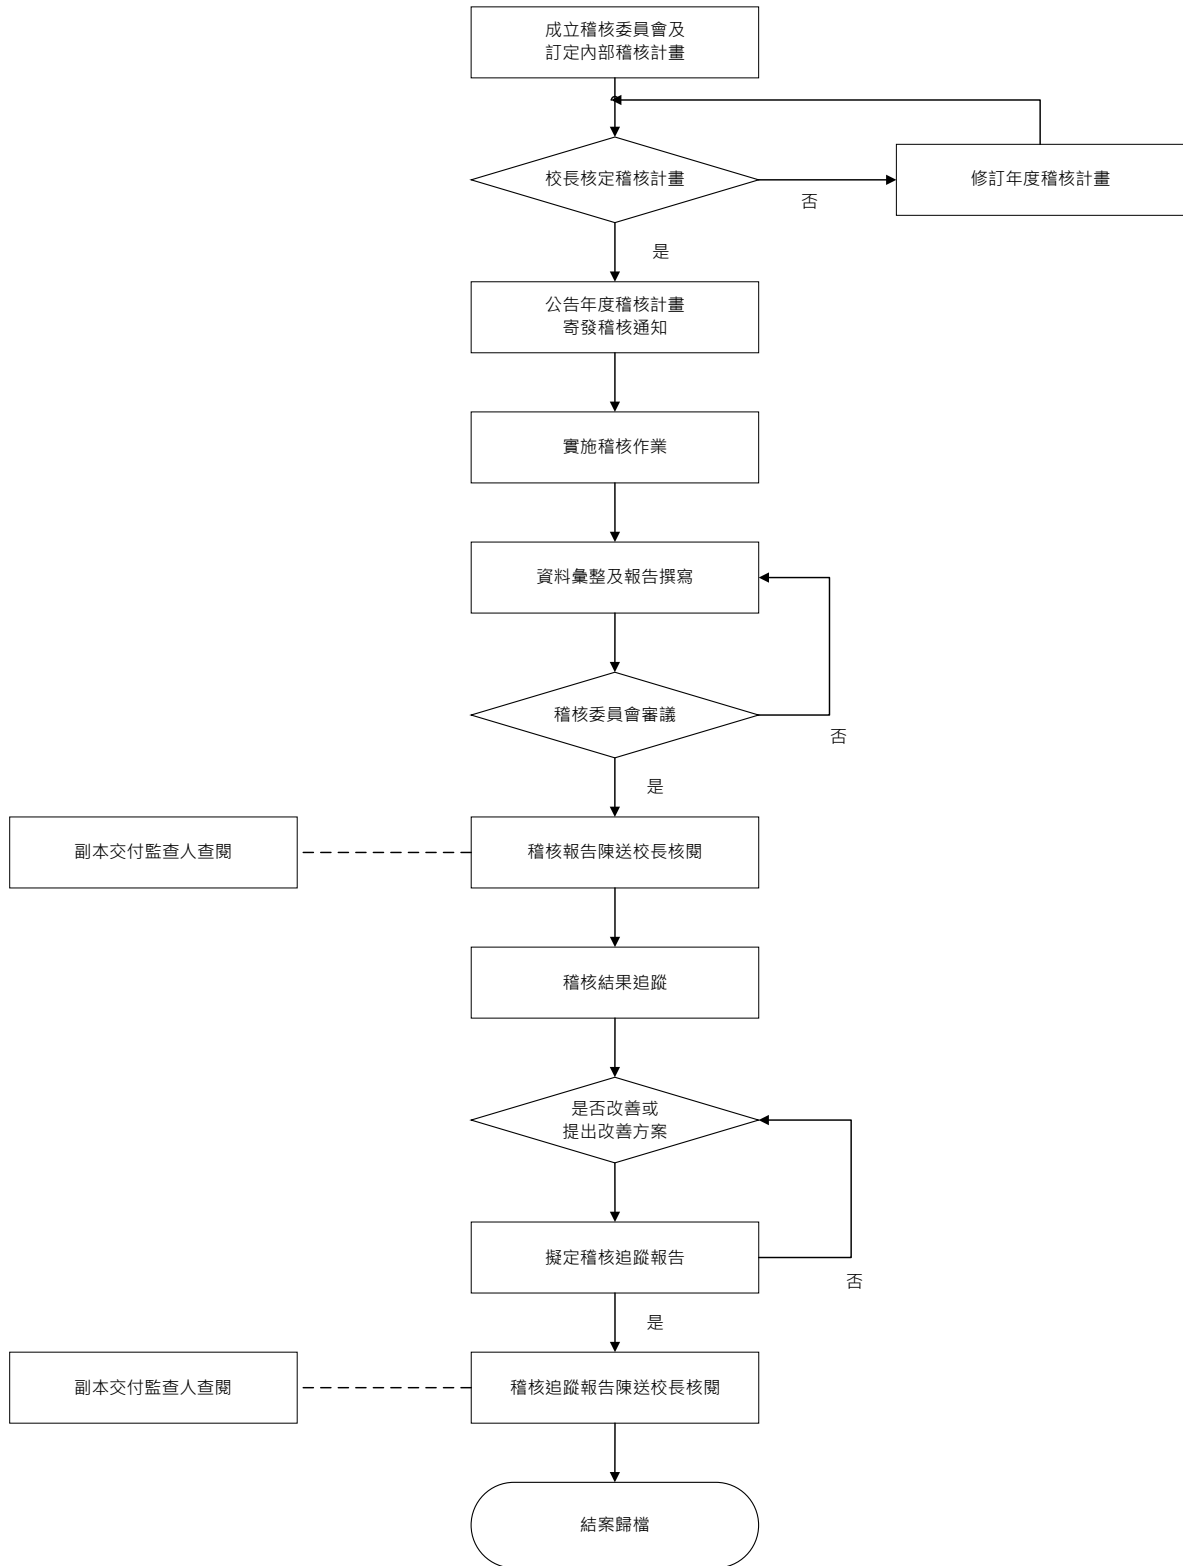 成立稽核委員會及
訂定內部稽核計畫
校長核定稽核計畫
修訂年度稽核計畫
否
是
公告年度稽核計畫
寄發稽核通知
實施稽核作業
資料彙整及報告撰寫
稽核委員會審議
否
是
副本交付監查人查閱
稽核報告陳送校長核閱
稽核結果追蹤
是否改善或
提出改善方案
擬定稽核追蹤報告
否
是
副本交付監查人查閱
稽核追蹤報告陳送校長核閱
結案歸檔